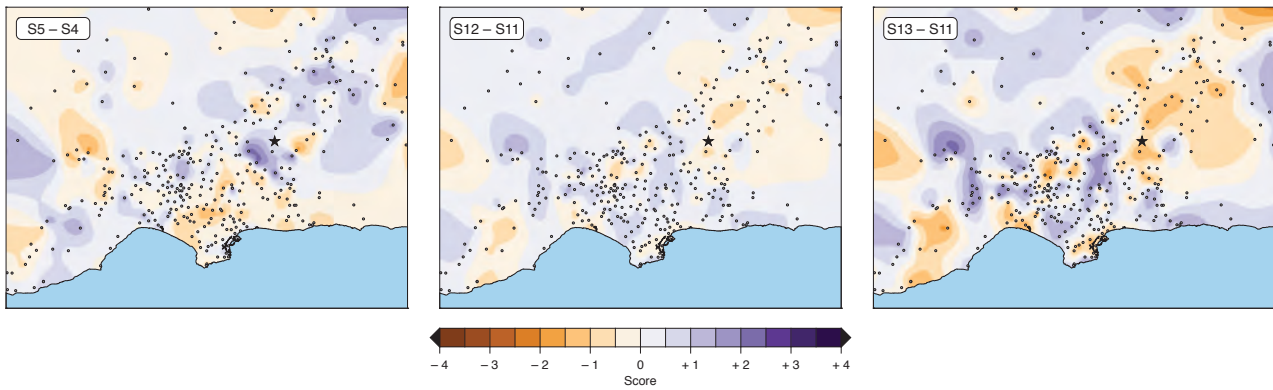 S5 – S4
S12 – S11
S13 – S11
– 4 – 3 – 2 – 1 0 + 1 + 2 + 3 + 4
Score